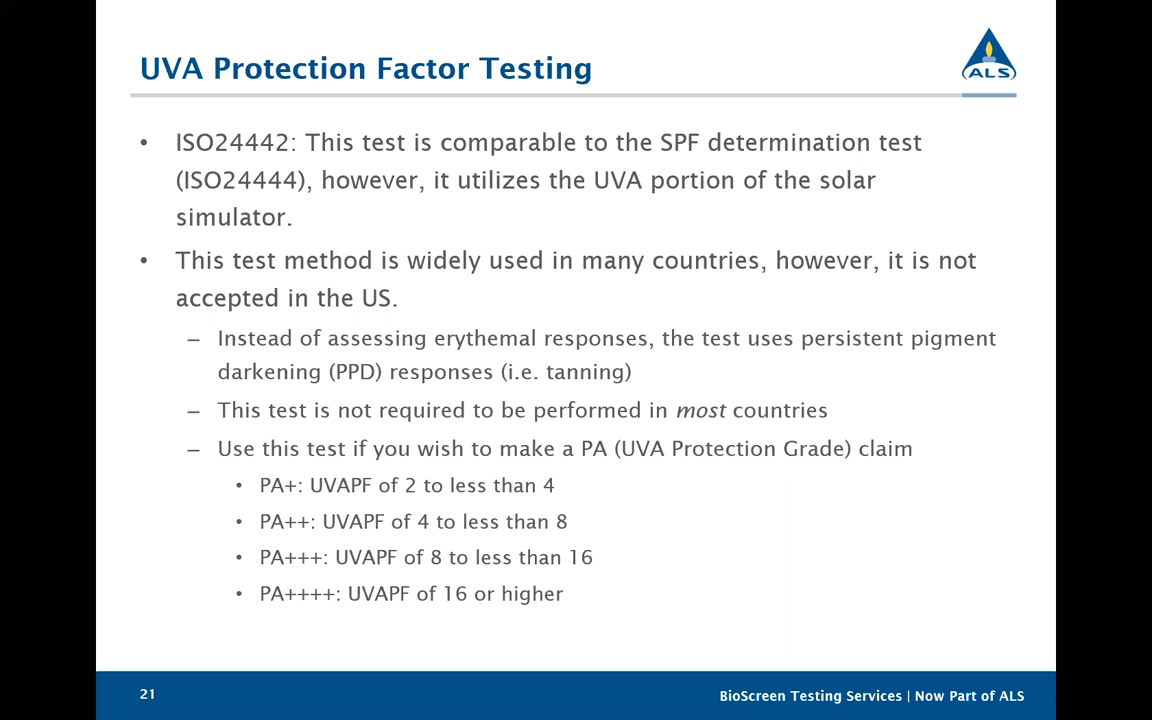 UVA Protection Factor Testing
ALS
• ISO24442: This test is comparable to the SPF determination test
(ISO24444), however, it utilizes the UVA portion of the solar
simulator.
• This test method is widely used in many countries, however, it is not
accepted in the US.
– Instead of assessing erythemal responses, the test uses persistent pigment
darkening (PPD) responses (i.e. tanning)
– This test is not required to be performed in most countries
– Use this test if you wish to make a PA (UVA Protection Grade) claim
• PA+: UVAPF of 2 to less than 4
• PA++: UVAPF of 4 to less than 8
• PA+++: UVAPF of 8 to less than 16
• PA++++: UVAPF of 16 or higher
21
BioScreen Testing Services | Now Part of ALS